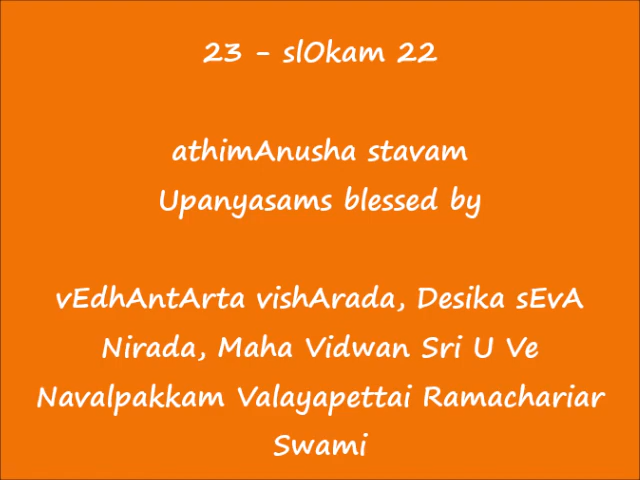 23 - slOkam 22
athimAnusha stavam
Upanyasams blessed by
vEdhAntArta vishArada, Desika sEvA
Nirada, Maha Vidwan Sri U Ve
Navalpakkam Valayapettai Ramachariar
Swami